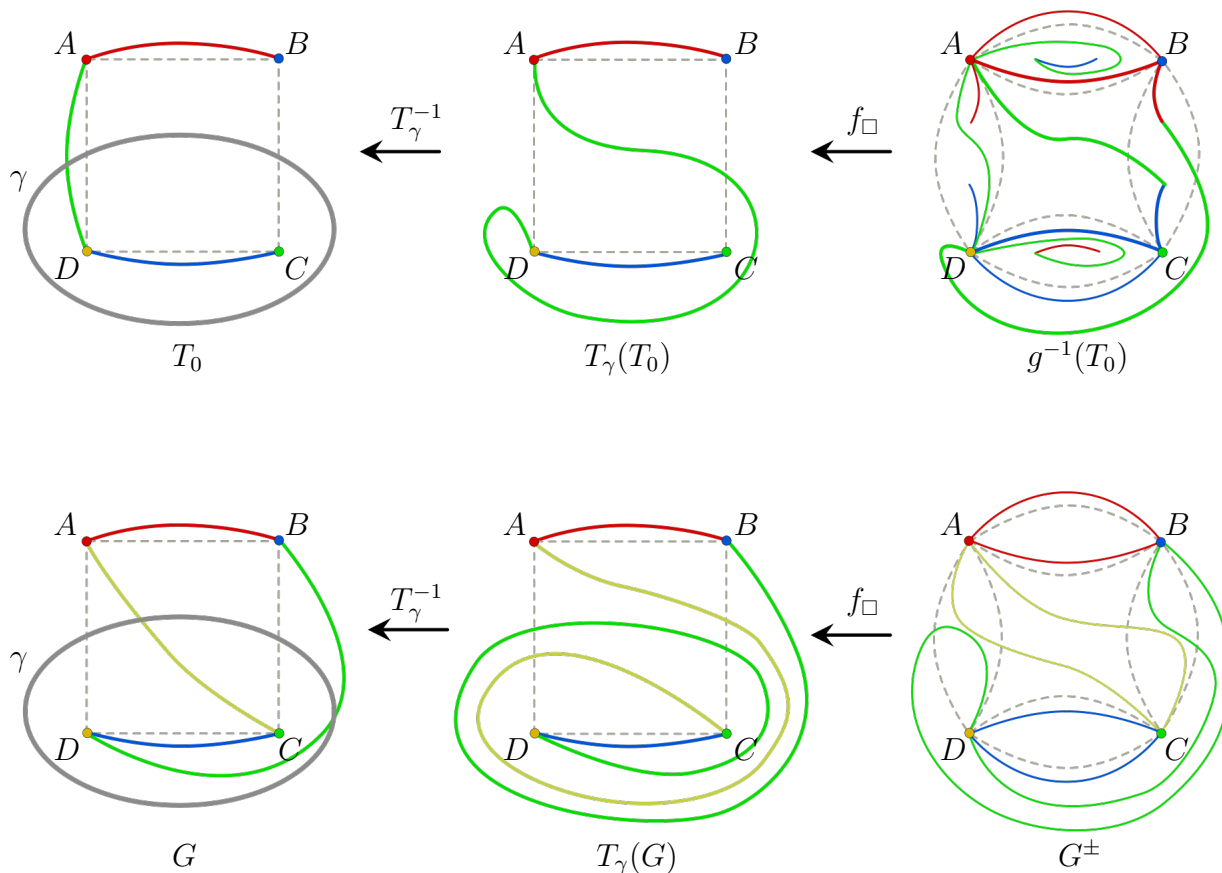 A B A B A B
T_γ^{-1} f_□
γ
D C D C D C
T_0 T_γ(T_0) g^{-1}(T_0)
A B A B A B
T_γ^{-1} f_□
γ
D C D C D C
G T_γ(G) G^±